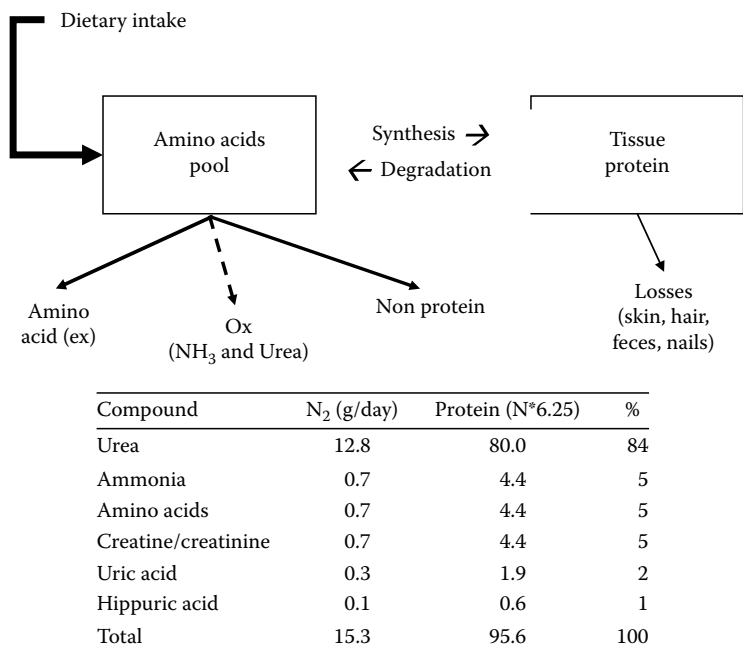 Dietary intake
Amino acids
pool
Synthesis →
← Degradation
Tissue
protein
Amino
acid (ex)
Ox
(NH₃ and Urea)
Non protein
Losses
(skin, hair,
feces, nails)
Compound N₂ (g/day) Protein (N*6.25) %
Urea 12.8 80.0 84
Ammonia 0.7 4.4 5
Amino acids 0.7 4.4 5
Creatine/creatinine 0.7 4.4 5
Uric acid 0.3 1.9 2
Hippuric acid 0.1 0.6 1
Total 15.3 95.6 100